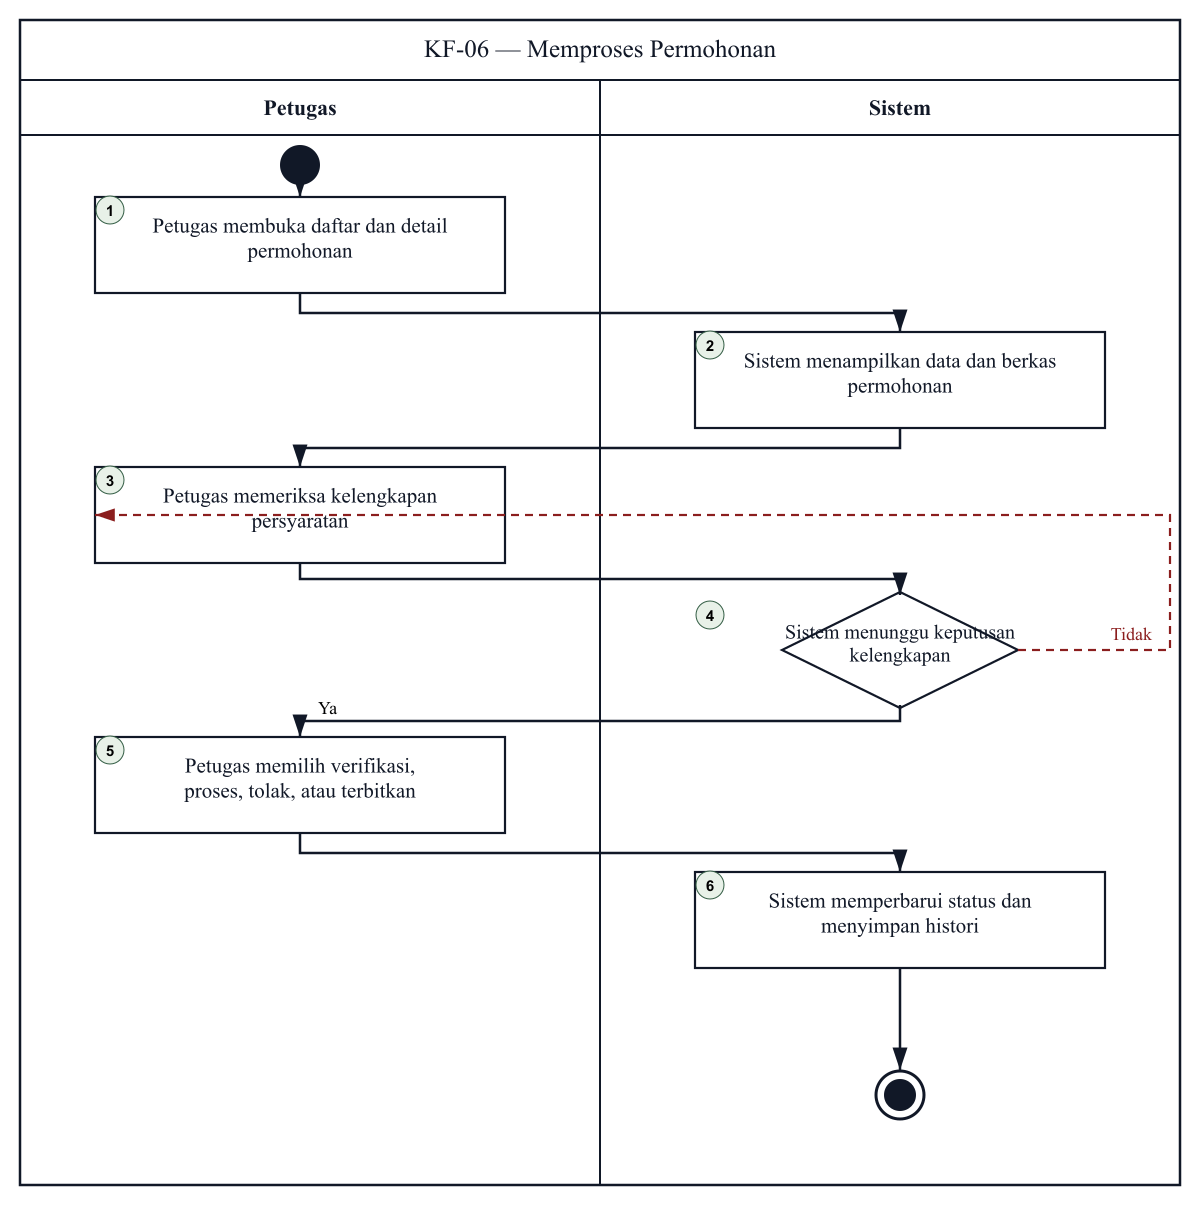 KF-06 — Memproses Permohonan
Petugas
Sistem
1
Petugas membuka daftar dan detail
permohonan
2
Sistem menampilkan data dan berkas
permohonan
3
Petugas memeriksa kelengkapan
persyaratan
4
Sistem menunggu keputusan
kelengkapan
Tidak
Ya
5
Petugas memilih verifikasi,
proses, tolak, atau terbitkan
6
Sistem memperbarui status dan
menyimpan histori